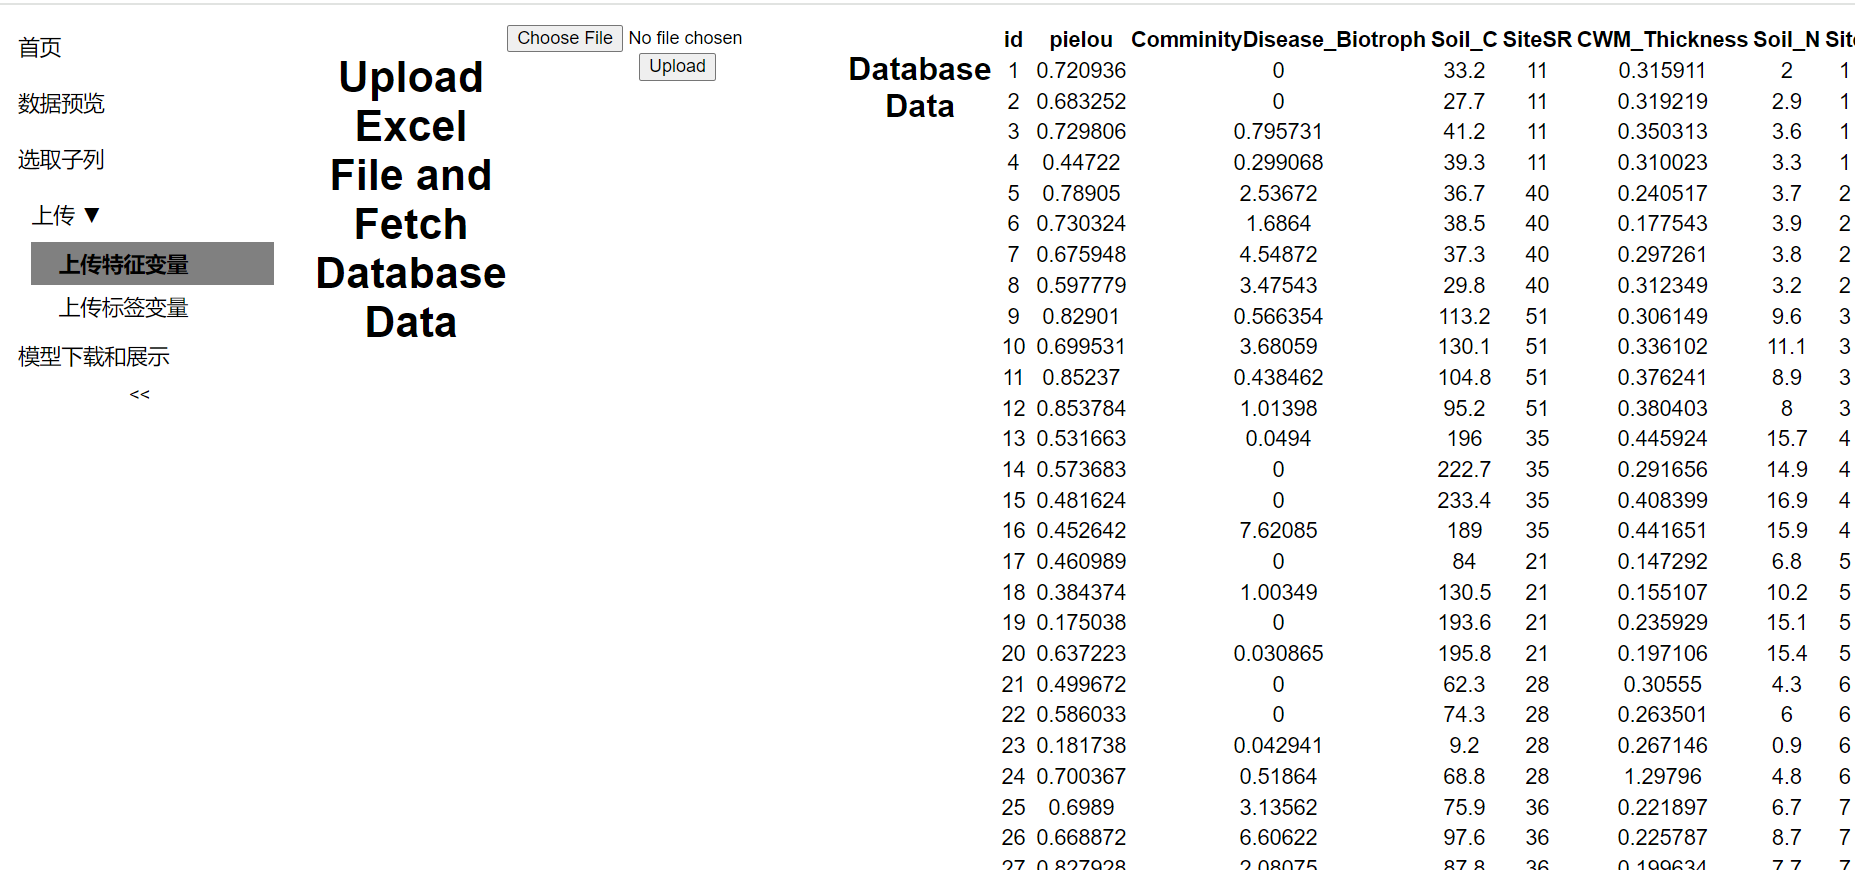 首页
数据预览
选取子列
上传 ▼
上传特征变量
上传标签变量
模型下载和展示
<<
Upload
Excel
File and
Fetch
Database
Data
Choose File No file chosen
Upload
Database
Data
id pielou ComminityDisease_Biotroph Soil_C SiteSR CWM_Thickness Soil_N Site
1 0.720936 0 33.2 11 0.315911 2 1
2 0.683252 0 27.7 11 0.319219 2.9 1
3 0.729806 0.795731 41.2 11 0.350313 3.6 1
4 0.44722 0.299068 39.3 11 0.310023 3.3 1
5 0.78905 2.53672 36.7 40 0.240517 3.7 2
6 0.730324 1.6864 38.5 40 0.177543 3.9 2
7 0.675948 4.54872 37.3 40 0.297261 3.8 2
8 0.597779 3.47543 29.8 40 0.312349 3.2 2
9 0.82901 0.566354 113.2 51 0.306149 9.6 3
10 0.699531 3.68059 130.1 51 0.336102 11.1 3
11 0.85237 0.438462 104.8 51 0.376241 8.9 3
12 0.853784 1.01398 95.2 51 0.380403 8 3
13 0.531663 0.0494 196 35 0.445924 15.7 4
14 0.573683 0 222.7 35 0.291656 14.9 4
15 0.481624 0 233.4 35 0.408399 16.9 4
16 0.452642 7.62085 189 35 0.441651 15.9 4
17 0.460989 0 84 21 0.147292 6.8 5
18 0.384374 1.00349 130.5 21 0.155107 10.2 5
19 0.175038 0 193.6 21 0.235929 15.1 5
20 0.637223 0.030865 195.8 21 0.197106 15.4 5
21 0.499672 0 62.3 28 0.30555 4.3 6
22 0.586033 0 74.3 28 0.263501 6 6
23 0.181738 0.042941 9.2 28 0.267146 0.9 6
24 0.700367 0.51864 68.8 28 1.29796 4.8 6
25 0.6989 3.13562 75.9 36 0.221897 6.7 7
26 0.668872 6.60622 97.6 36 0.225787 8.7 7
27 0.827928 2.08075 87.8 36 0.199634 7.7 7